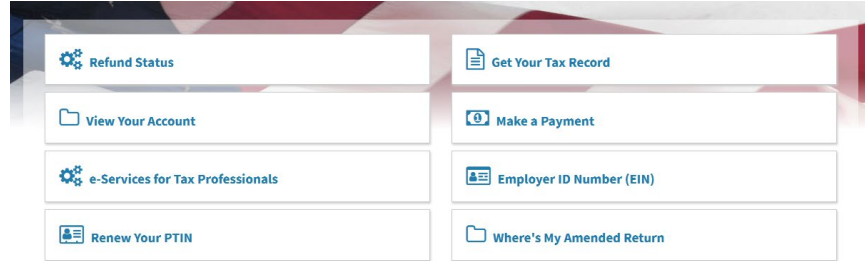 Refund Status
Get Your Tax Record
View Your Account
Make a Payment
e-Services for Tax Professionals
Employer ID Number (EIN)
Renew Your PTIN
Where's My Amended Return